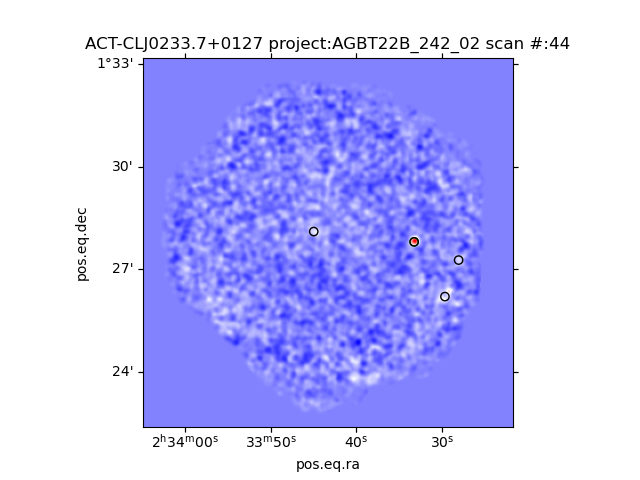 ACT-CLJ0233.7+0127 project:AGBT22B_242_02 scan #:44
1°33'
30'
27'
24'
pos.eq.dec
2ʰ34ᵐ00ˢ 33ᵐ50ˢ 40ˢ 30ˢ
pos.eq.ra